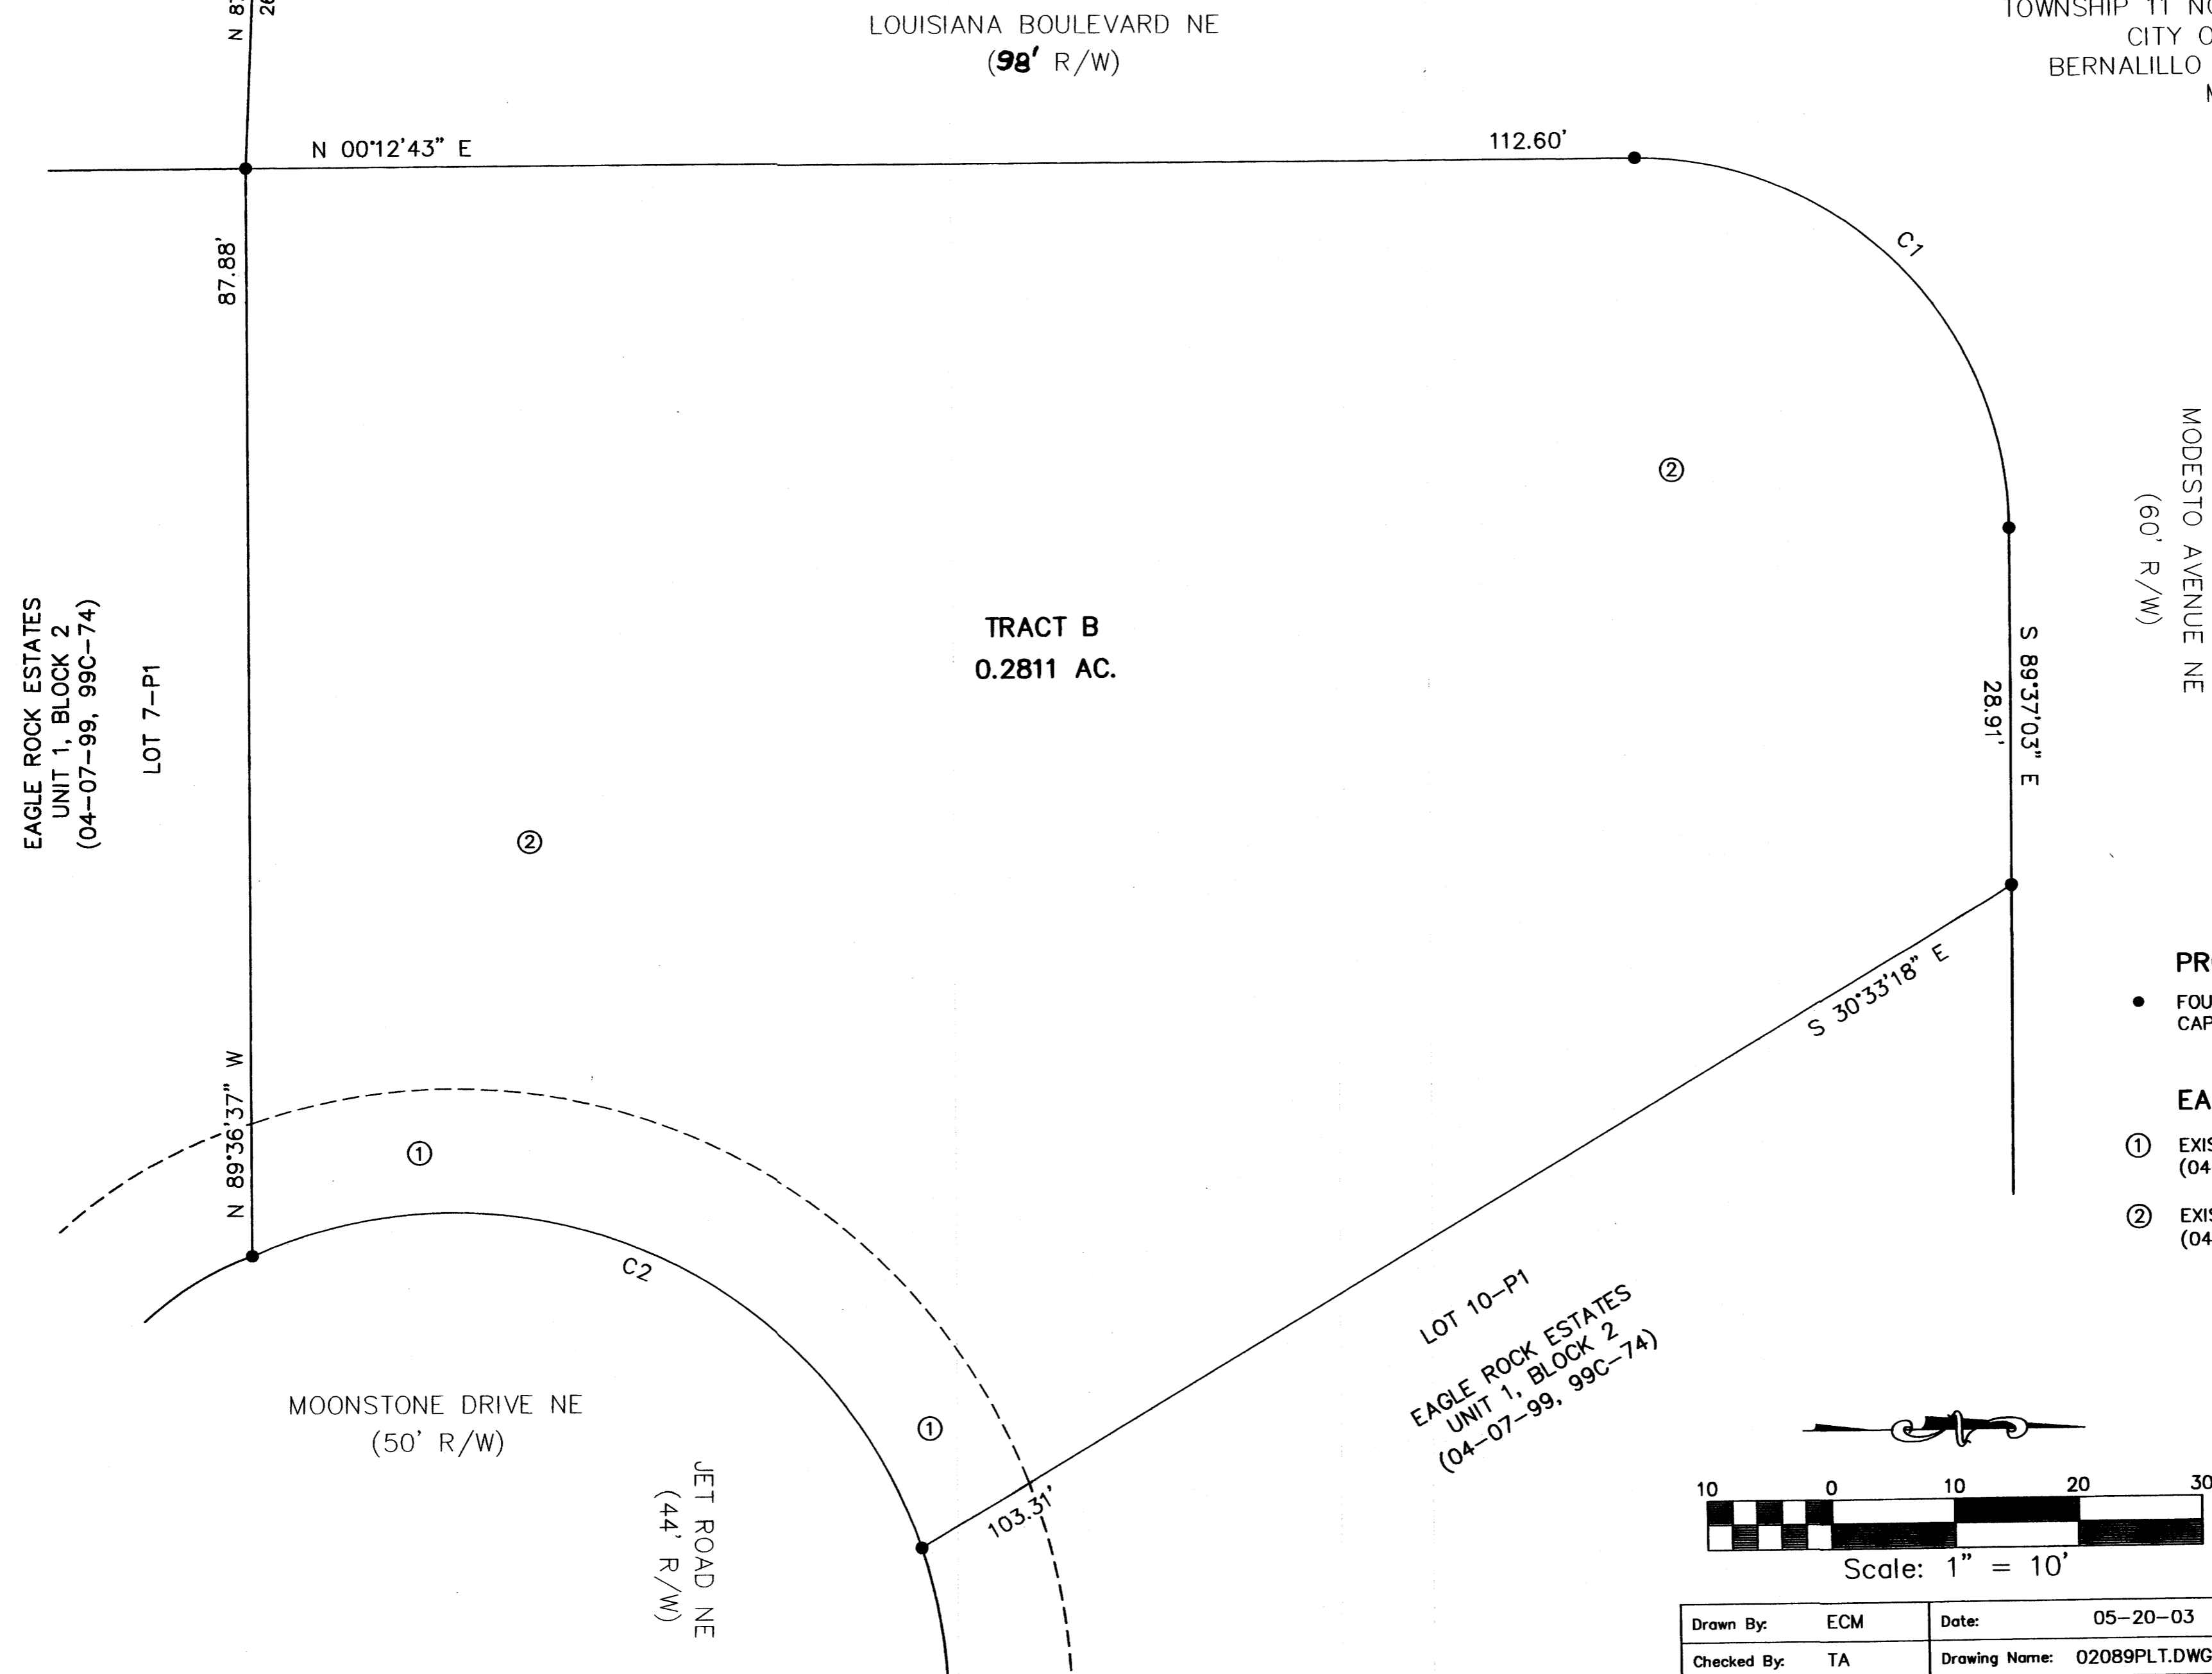 N 87
26
LOUISIANA BOULEVARD NE
(98' R/W)
TOWNSHIP 11 NO
CITY O
BERNALILLO
N 00°12'43" E
112.60'
C1
87.88'
2
MODESTO AVENUE NE
(60' R/W)
S 89°37'03" E
28.91'
TRACT B
0.2811 AC.
EAGLE ROCK ESTATES
UNIT 1, BLOCK 2
(04-07-99, 99C-74)
LOT 7-P1
2
N 89°36'37" W
S 30°33'18" E
PR
FOU
CAP
EA
1 EXIS
(04
2 EXIS
(04
1
C2
MOONSTONE DRIVE NE
(50' R/W)
1
JET ROAD NE
(44' R/W)
103.31'
LOT 10-P1
EAGLE ROCK ESTATES
UNIT 1, BLOCK 2
(04-07-99, 99C-74)
10 0 10 20 30
Scale: 1" = 10'
Drawn By: ECM Date: 05-20-03
Checked By: TA Drawing Name: 02089PLT.DWG